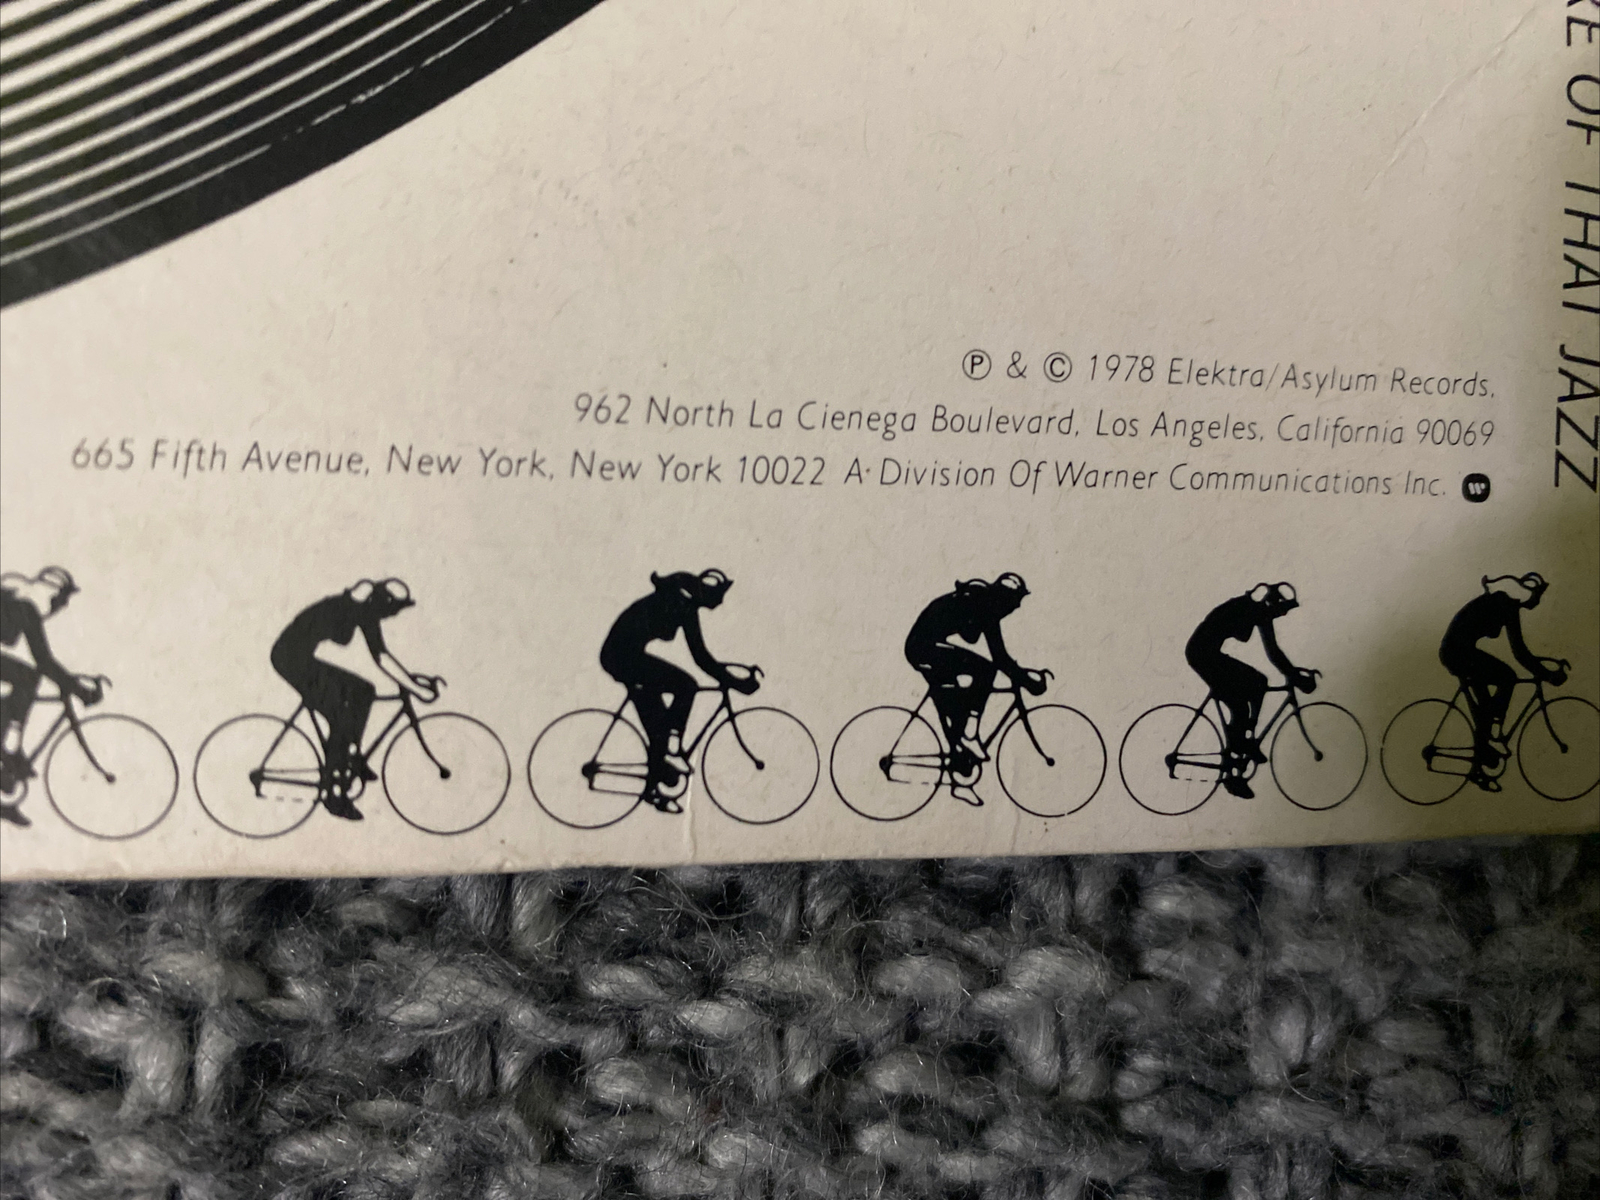 ℗ & © 1978 Elektra/Asylum Records,
962 North La Cienega Boulevard, Los Angeles, California 90069
665 Fifth Avenue, New York, New York 10022 A Division Of Warner Communications Inc.
OF THAT JAZZ